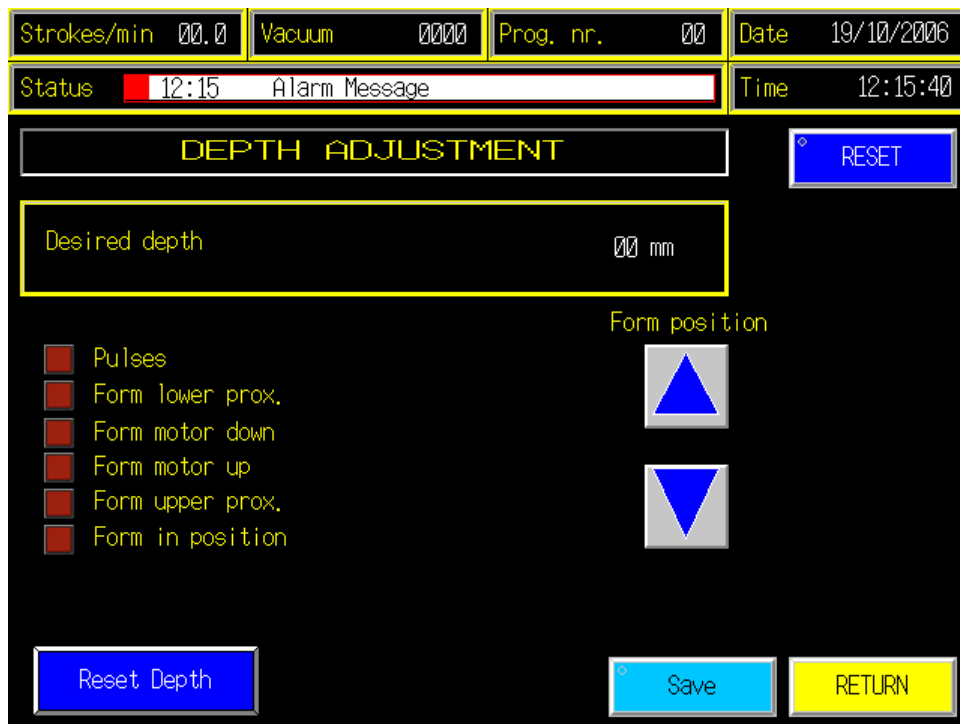 Strokes/min 00.0 Vacuum 0000 Prog. nr. 00 Date 19/10/2006
Status 12:15 Alarm Message Time 12:15:40
DEPTH ADJUSTMENT RESET
Desired depth 00 mm
Form position
Pulses
Form lower prox.
Form motor down
Form motor up
Form upper prox.
Form in position
Reset Depth Save RETURN